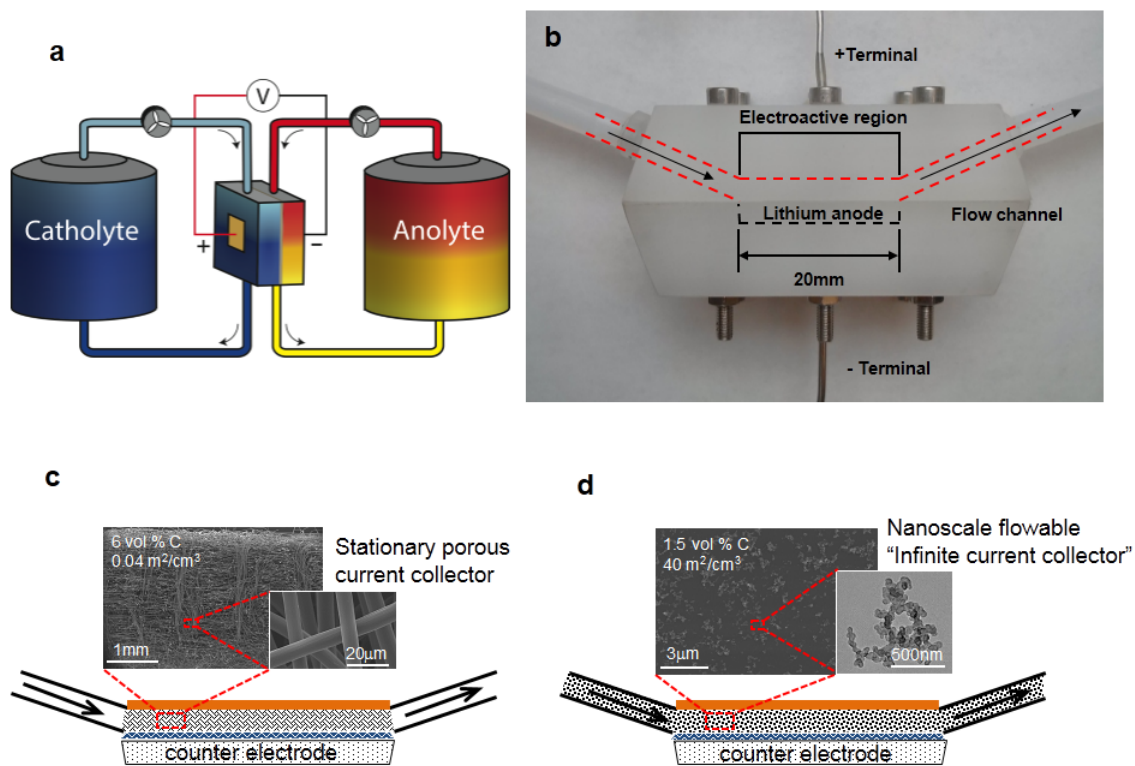 a
V
Catholyte
+
−
Anolyte
b
+Terminal
Electroactive region
Lithium anode
Flow channel
20mm
- Terminal
c
6 vol % C
0.04 m²/cm³
1mm
20µm
Stationary porous
current collector
counter electrode
d
1.5 vol % C
40 m²/cm³
3µm
500nm
Nanoscale flowable
“Infinite current collector”
counter electrode